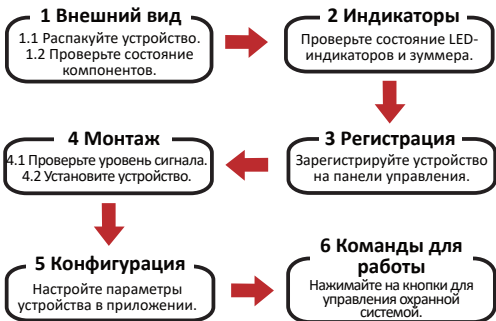 1 Внешний вид
1.1 Распакуйте устройство.
1.2 Проверьте состояние
компонентов.
2 Индикаторы
Проверьте состояние LED-
индикаторов и зуммера.
3 Регистрация
Зарегистрируйте устройство
на панели управления.
4 Монтаж
4.1 Проверьте уровень сигнала.
4.2 Установите устройство.
5 Конфигурация
Настройте параметры
устройства в приложении.
6 Команды для
работы
Нажимайте на кнопки для
управления охранной
системой.